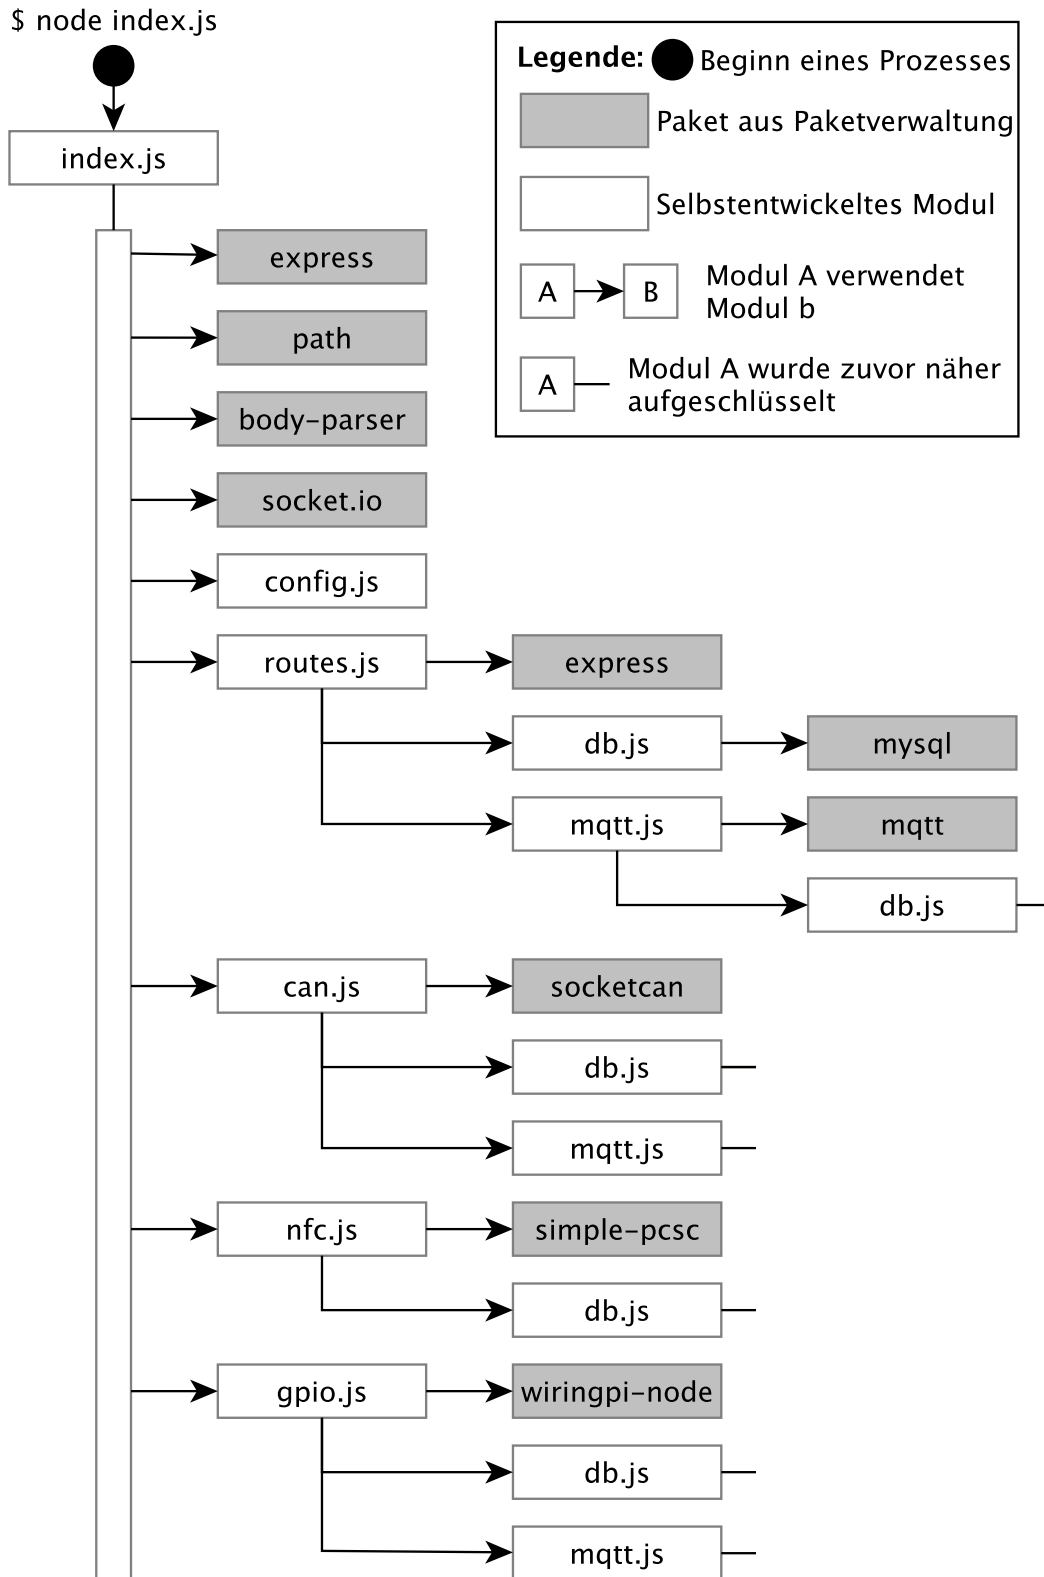 $ node index.js
Legende:
Beginn eines Prozesses
Paket aus Paketverwaltung
Selbstentwickeltes Modul
A
B
Modul A verwendet
Modul b
A
Modul A wurde zuvor näher
aufgeschlüsselt
index.js
express
path
body-parser
socket.io
config.js
routes.js
express
db.js
mysql
mqtt.js
mqtt
db.js
can.js
socketcan
db.js
mqtt.js
nfc.js
simple-pcsc
db.js
gpio.js
wiringpi-node
db.js
mqtt.js